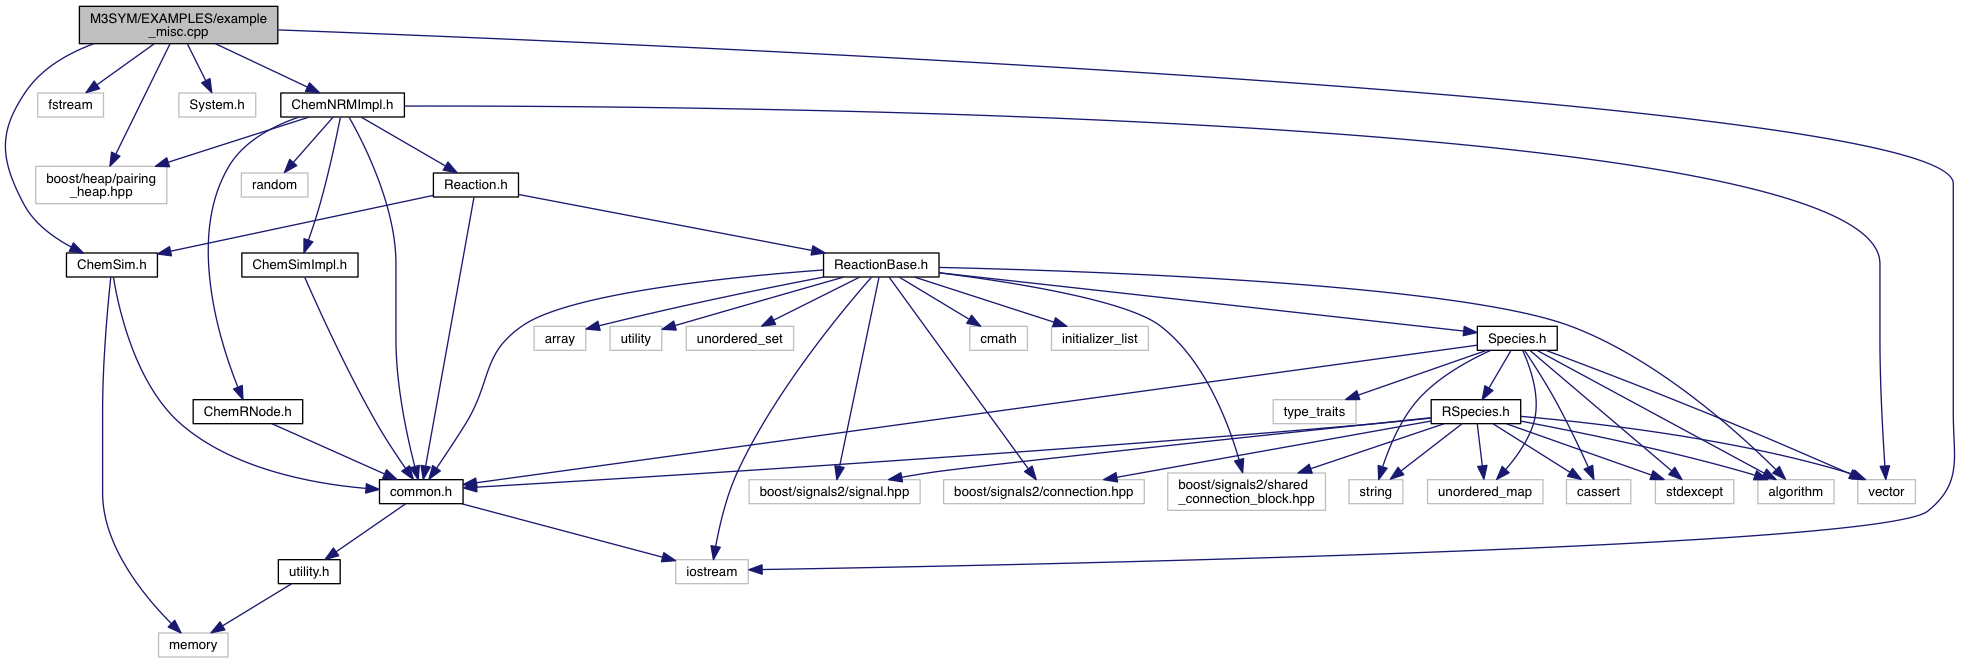 M3SYM/EXAMPLES/example
_misc.cpp
fstream
System.h
ChemNRMImpl.h
boost/heap/pairing
_heap.hpp
random
Reaction.h
ChemSim.h
ChemSimImpl.h
ReactionBase.h
array
utility
unordered_set
cmath
initializer_list
Species.h
ChemRNode.h
type_traits
RSpecies.h
common.h
boost/signals2/signal.hpp
boost/signals2/connection.hpp
boost/signals2/shared
_connection_block.hpp
string
unordered_map
cassert
stdexcept
algorithm
vector
utility.h
iostream
memory